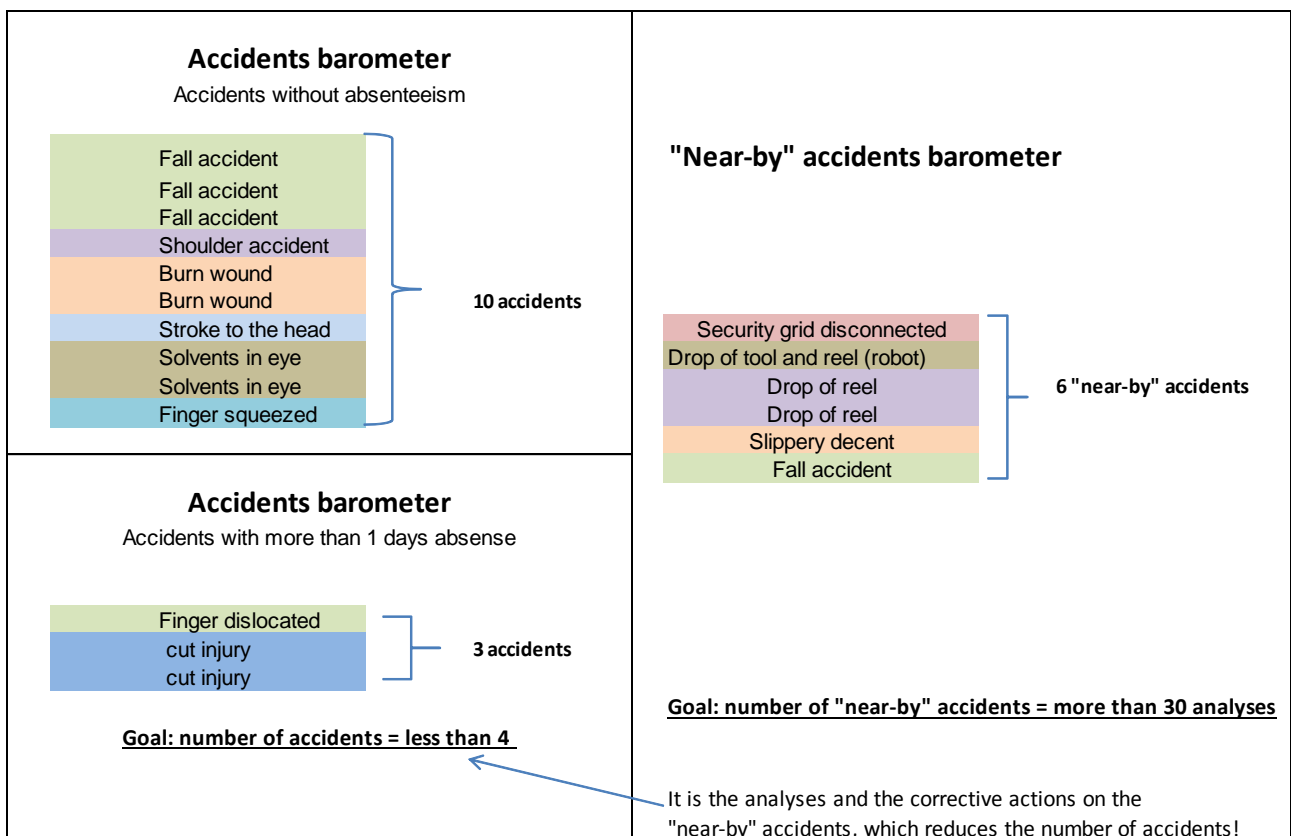 Accidents barometer
Accidents without absenteeism
Fall accident
Fall accident
Fall accident
Shoulder accident
Burn wound
Burn wound
Stroke to the head
Solvents in eye
Solvents in eye
Finger squeezed
10 accidents
Accidents barometer
Accidents with more than 1 days absense
Finger dislocated
cut injury
cut injury
3 accidents
Goal: number of accidents = less than 4
"Near-by" accidents barometer
Security grid disconnected
Drop of tool and reel (robot)
Drop of reel
Drop of reel
Slippery decent
Fall accident
6 "near-by" accidents
Goal: number of "near-by" accidents = more than 30 analyses
It is the analyses and the corrective actions on the
"near-by" accidents, which reduces the number of accidents!